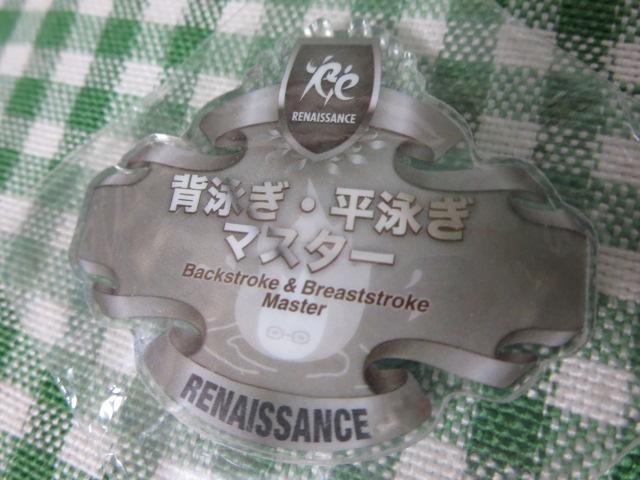 RENAISSANCE
背泳ぎ・平泳ぎ
マスター
Backstroke & Breaststroke
Master
RENAISSANCE